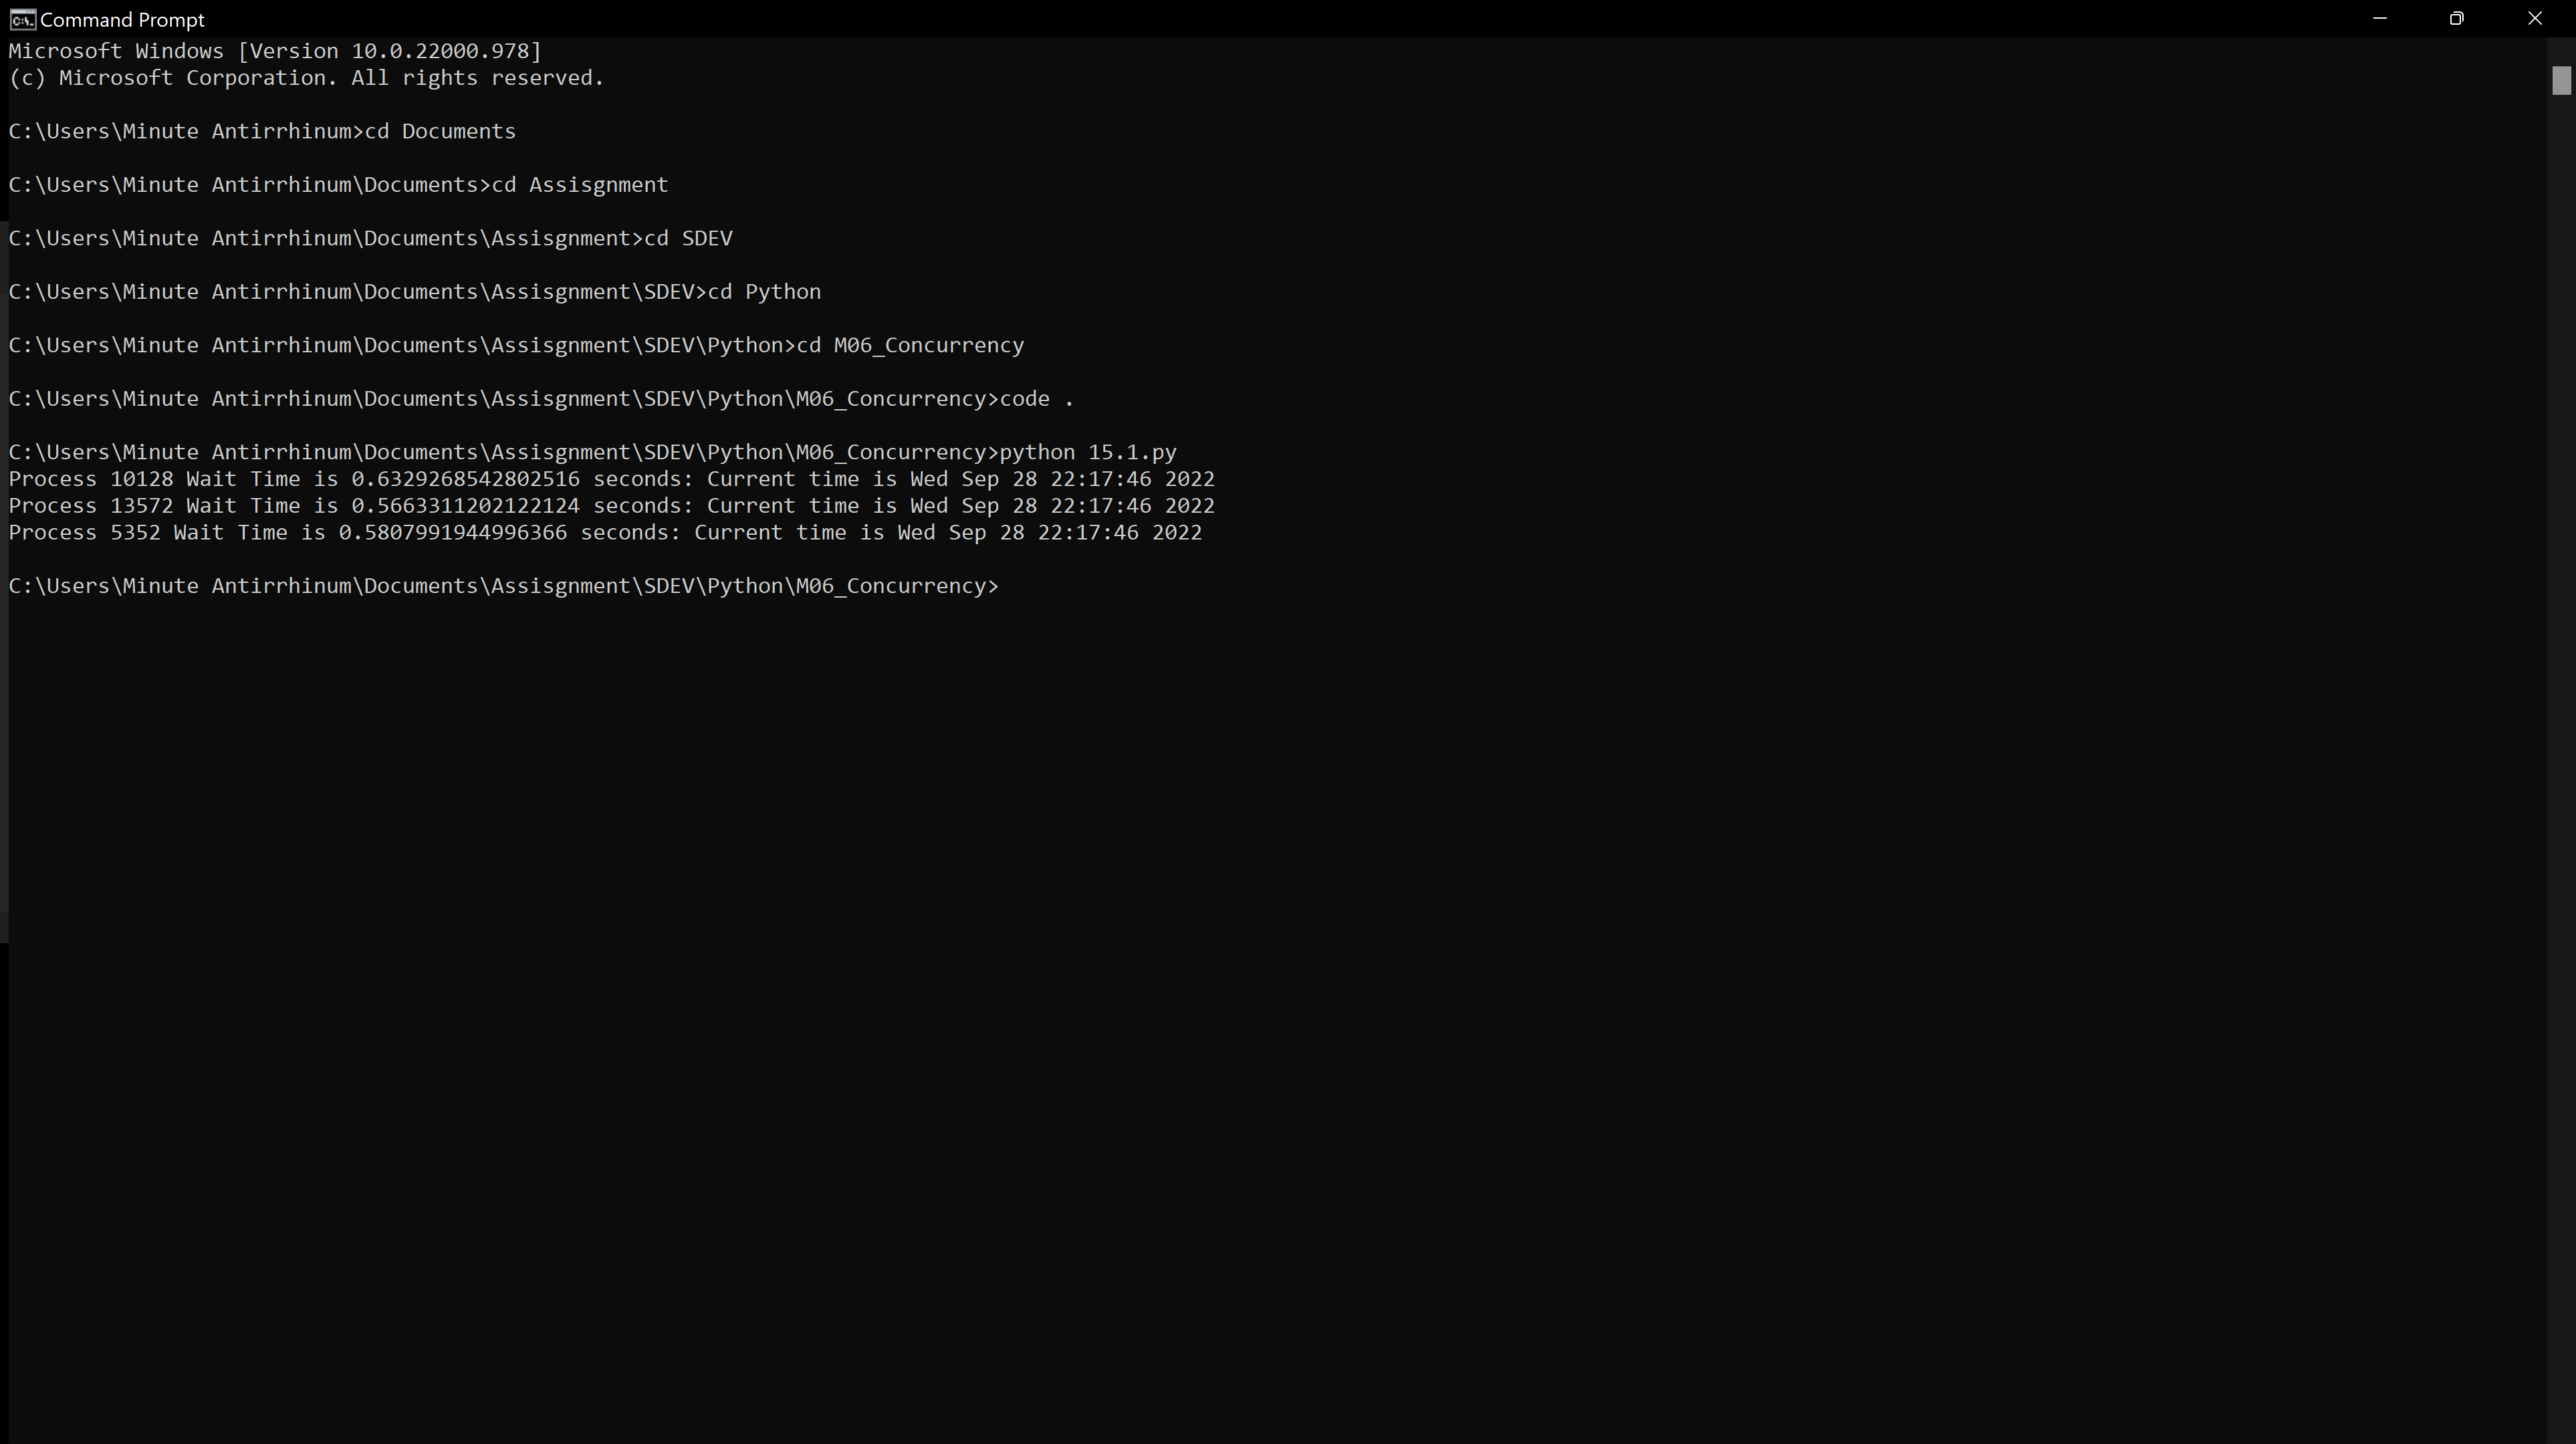 Command Prompt
Microsoft Windows [Version 10.0.22000.978]
(c) Microsoft Corporation. All rights reserved.
C:\Users\Minute Antirrhinum>cd Documents
C:\Users\Minute Antirrhinum\Documents>cd Assisgnment
C:\Users\Minute Antirrhinum\Documents\Assisgnment>cd SDEV
C:\Users\Minute Antirrhinum\Documents\Assisgnment\SDEV>cd Python
C:\Users\Minute Antirrhinum\Documents\Assisgnment\SDEV\Python>cd M06_Concurrency
C:\Users\Minute Antirrhinum\Documents\Assisgnment\SDEV\Python\M06_Concurrency>code .
C:\Users\Minute Antirrhinum\Documents\Assisgnment\SDEV\Python\M06_Concurrency>python 15.1.py
Process 10128 Wait Time is 0.6329268542802516 seconds: Current time is Wed Sep 28 22:17:46 2022
Process 13572 Wait Time is 0.5663311202122124 seconds: Current time is Wed Sep 28 22:17:46 2022
Process 5352 Wait Time is 0.5807991944996366 seconds: Current time is Wed Sep 28 22:17:46 2022
C:\Users\Minute Antirrhinum\Documents\Assisgnment\SDEV\Python\M06_Concurrency>